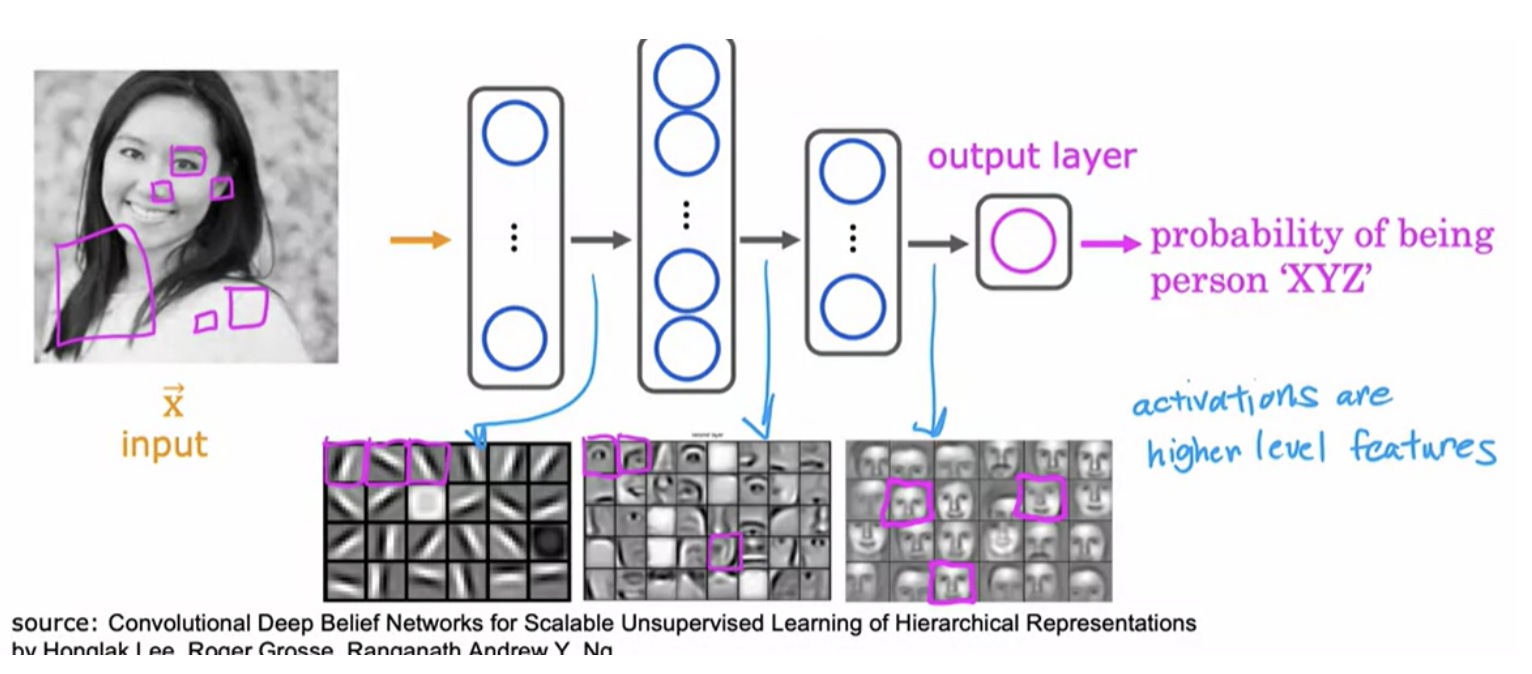 output layer
probability of being
person ‘XYZ’
x
input
activations are
higher level features
source: Convolutional Deep Belief Networks for Scalable Unsupervised Learning of Hierarchical Representations
by Honglak Lee, Roger Grosse, Ranganath Andrew Y. Ng